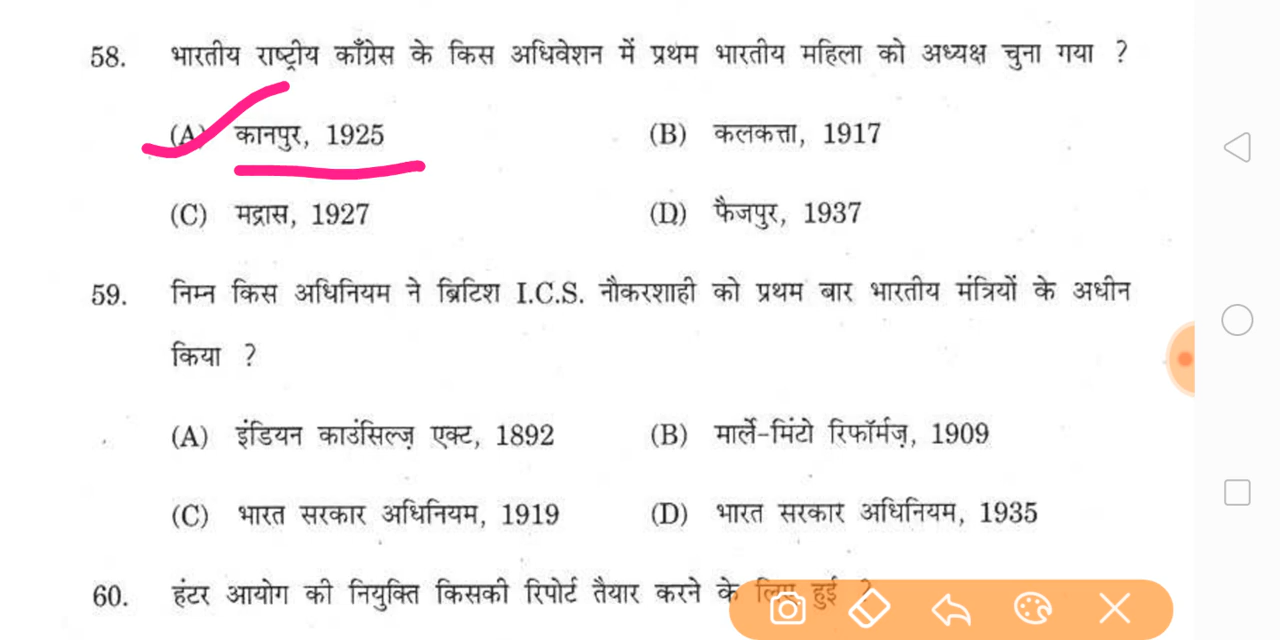 58. भारतीय राष्ट्रीय काँग्रेस के किस अधिवेशन में प्रथम भारतीय महिला को अध्यक्ष चुना गया ?
(A) कानपुर, 1925 (B) कलकत्ता, 1917
(C) मद्रास, 1927 (D) फैजपुर, 1937
59. निम्न किस अधिनियम ने ब्रिटिश I.C.S. नौकरशाही को प्रथम बार भारतीय मंत्रियों के अधीन
किया ?
(A) इंडियन काउंसिल्ज़ एक्ट, 1892 (B) मार्ले-मिंटो रिफॉर्मज़, 1909
(C) भारत सरकार अधिनियम, 1919 (D) भारत सरकार अधिनियम, 1935
60. हंटर आयोग की नियुक्ति किसकी रिपोर्ट तैयार करने के लिए हुई ?